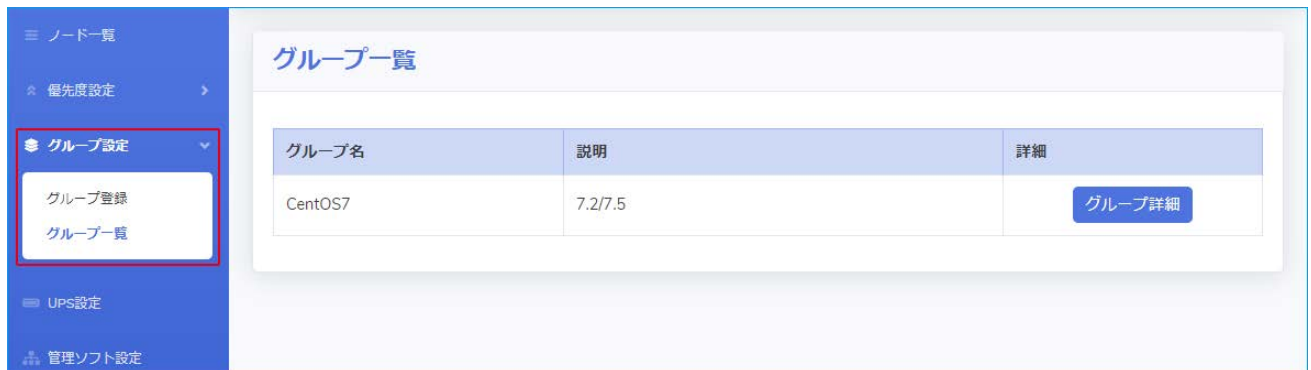 ノード一覧
優先度設定
グループ設定
グループ登録
グループ一覧
UPS設定
管理ソフト設定
グループ一覧
グループ名 説明 詳細
CentOS7 7.2/7.5 グループ詳細